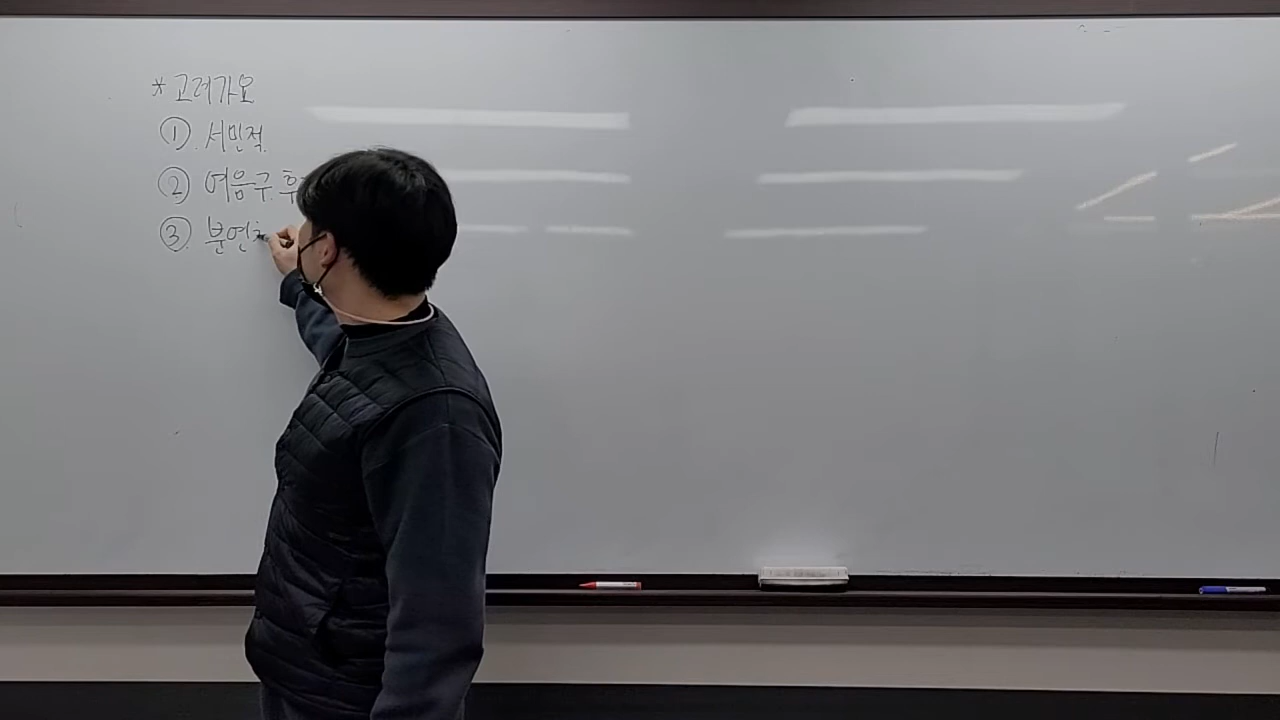 * 고려가요
① 서민적
② 여음구.
③ 분연